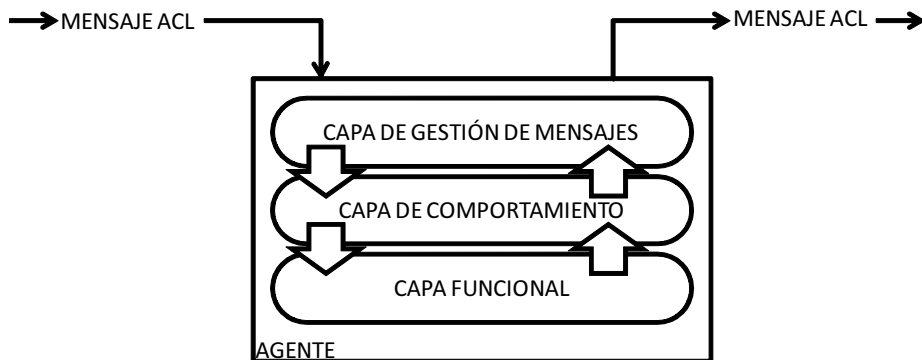 MENSAJE ACL
MENSAJE ACL
CAPA DE GESTIÓN DE MENSAJES
CAPA DE COMPORTAMIENTO
CAPA FUNCIONAL
AGENTE